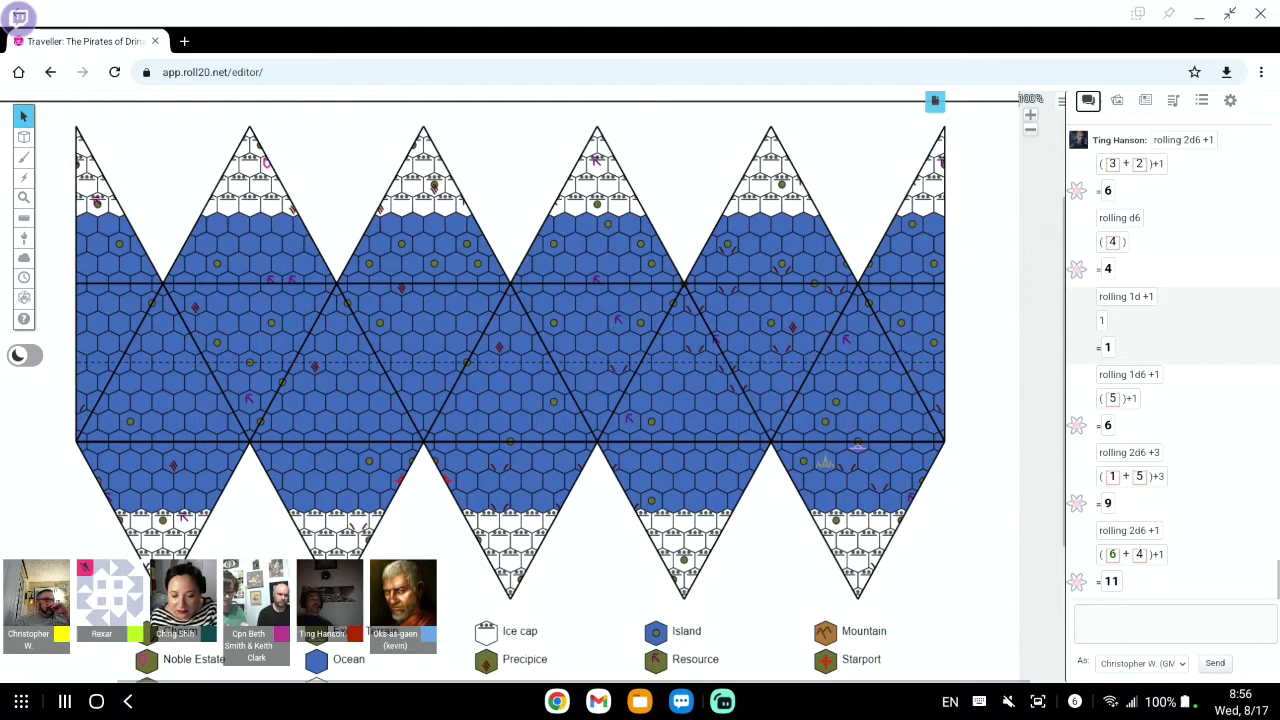 Traveller: The Pirates of Drin
app.roll20.net/editor/
100%
Ting Hanson:
rolling 2d6 +1
( 3 + 2 )+1
= 6
rolling d6
( 4 )
= 4
rolling 1d +1
1
= 1
rolling 1d6 +1
( 5 )+1
= 6
rolling 2d6 +3
( 1 + 5 )+3
= 9
rolling 2d6 +1
( 6 + 4 )+1
= 11
Christopher W.
Rexar
Ching Shih
Cpn Beth Smith & Keith Clark
Ting Hanson
Oks-as-gaen (kevin)
Ice cap
Island
Mountain
Noble Estate
Ocean
Precipice
Resource
Starport
As:
Christopher W. (GM
Send
EN
6
100%
8:56
Wed, 8/17